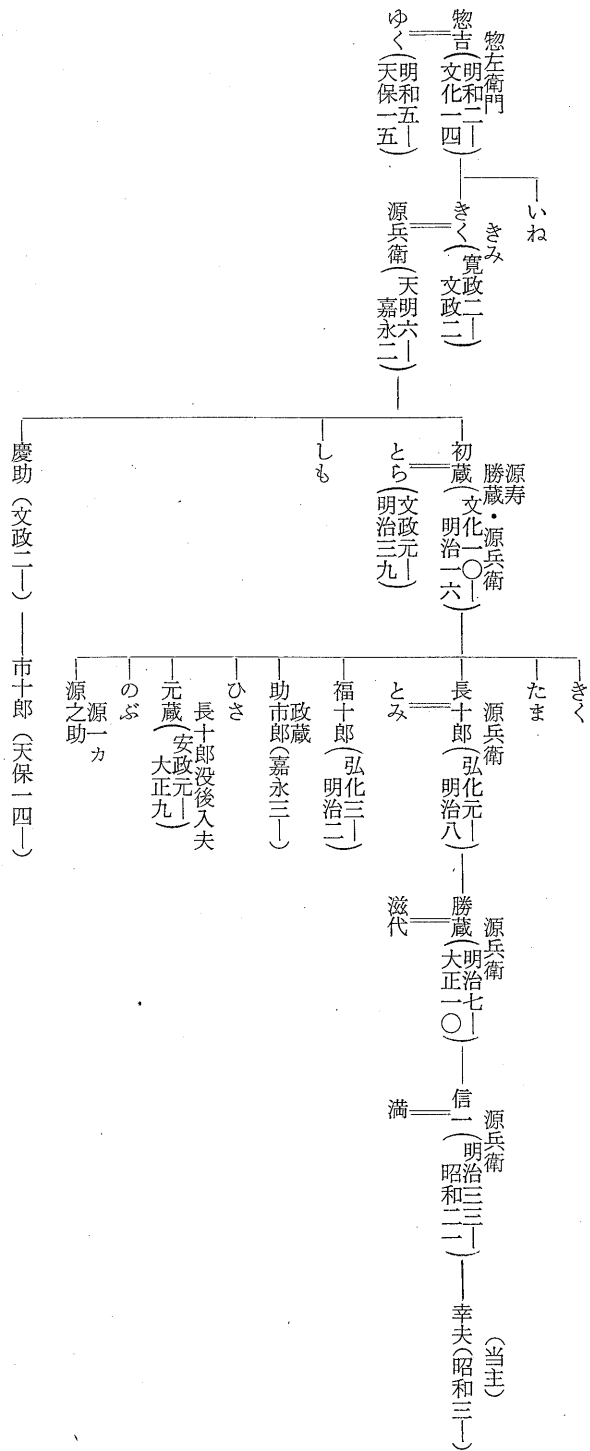 惣左衛門
惣吉（明和二―文化一四）
ゆく（明和五―天保一五）
いね
きみ
きく（寛政二―文政二）
源兵衛（天明六―嘉永二）
源寿
勝蔵・源兵衛
初蔵（文化一〇―明治一六）
とら（文政元―明治三九）
しも
慶助（文政二―）
市十郎（天保一四―）
きく
たま
源兵衛
長十郎（弘化元―明治八）
とみ
福十郎（弘化三―明治二）
政蔵
助市郎（嘉永三―）
ひさ
長十郎没後入夫
元蔵（安政元―大正九）
のぶ
源一ヵ
源之助
源兵衛
勝蔵（明治七―大正一〇）
滋代
源兵衛
信一（明治三三―昭和二一）
満
（当主）
幸夫（昭和三―）